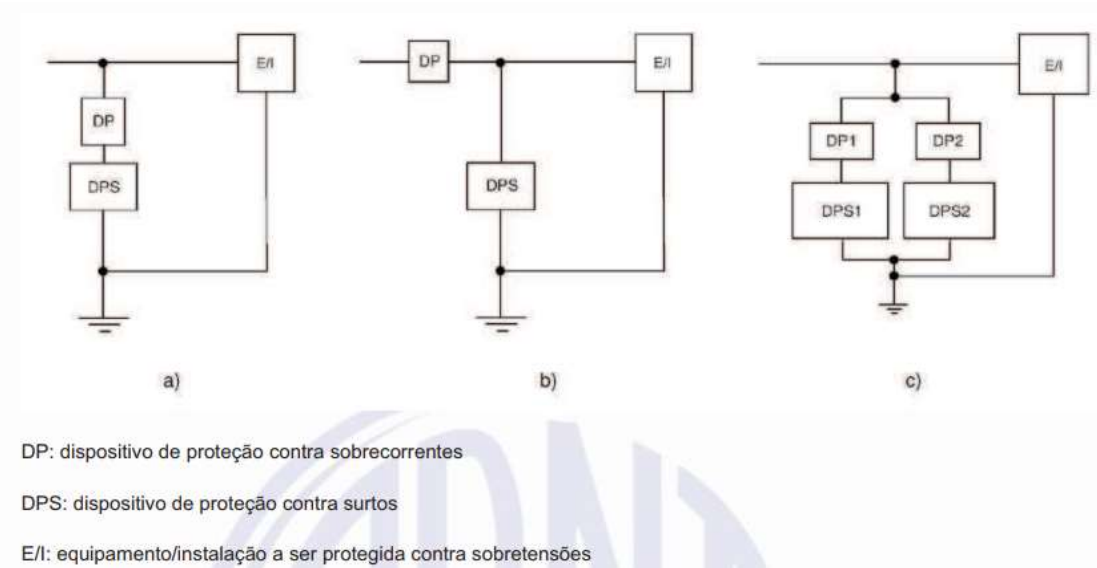 E/I
DP
DPS
a)
DP
E/I
DPS
b)
E/I
DP1 DP2
DPS1 DPS2
c)
DP: dispositivo de proteção contra sobrecorrentes
DPS: dispositivo de proteção contra surtos
E/I: equipamento/instalação a ser protegida contra sobretensões